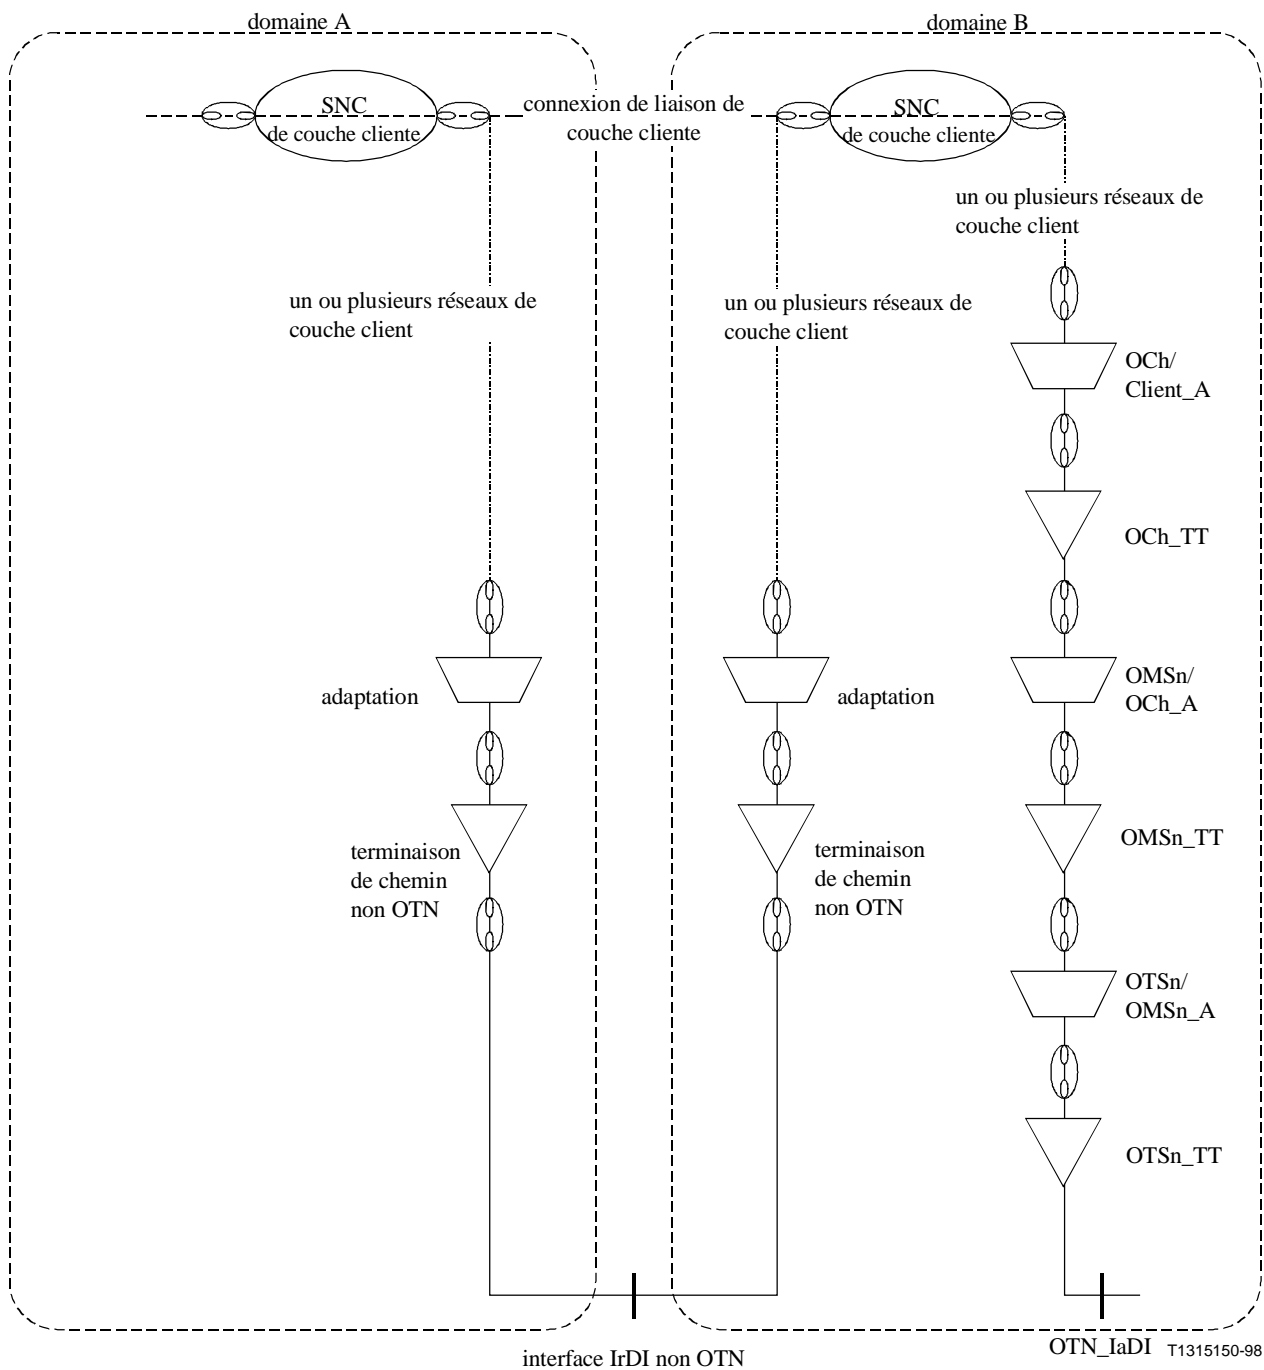 domaine A
domaine B
SNC
de couche cliente
connexion de liaison de
couche cliente
SNC
de couche cliente
un ou plusieurs réseaux de
couche client
un ou plusieurs réseaux de
couche client
un ou plusieurs réseaux de
couche client
OCh/
Client_A
OCh_TT
adaptation
adaptation
OMSn/
OCh_A
terminaison
de chemin
non OTN
terminaison
de chemin
non OTN
OMSn_TT
OTSn/
OMSn_A
OTSn_TT
interface IrDI non OTN
OTN_IaDI
T1315150-98